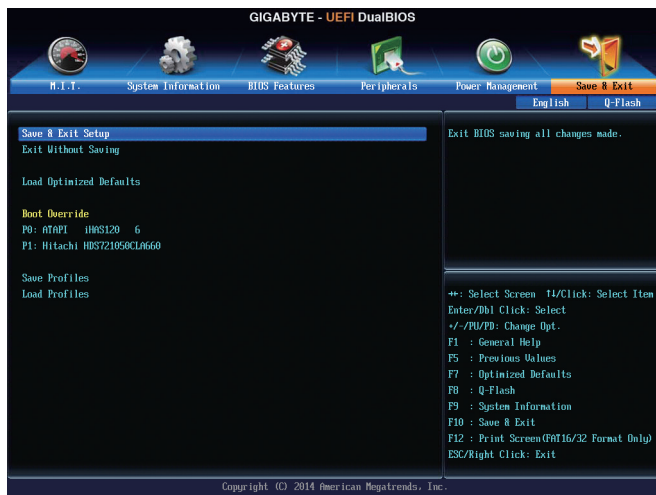 GIGABYTE - UEFI DualBIOS
M.I.T. System Information BIOS Features Peripherals Power Management Save & Exit
English Q-Flash
Save & Exit Setup
Exit Without Saving
Load Optimized Defaults
Boot Override
P0: ATAPI iHAS120 6
P1: Hitachi HDS721050CLA660
Save Profiles
Load Profiles
Exit BIOS saving all changes made.
→←: Select Screen ↑↓/Click: Select Item
Enter/Dbl Click: Select
+/-/PU/PD: Change Opt.
F1 : General Help
F5 : Previous Values
F7 : Optimized Defaults
F8 : Q-Flash
F9 : System Information
F10 : Save & Exit
F12 : Print Screen(FAT16/32 Format Only)
ESC/Right Click: Exit
Copyright (C) 2014 American Megatrends, Inc.